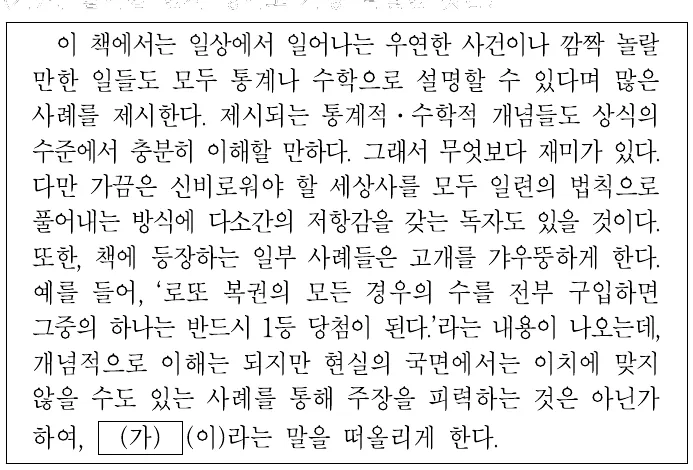 이 책에서는 일상에서 일어나는 우연한 사건이나 깜짝 놀랄
만한 일들도 모두 통계나 수학으로 설명할 수 있다며 많은
사례를 제시한다. 제시되는 통계적·수학적 개념들도 상식의
수준에서 충분히 이해할 만하다. 그래서 무엇보다 재미가 있다.
다만 가끔은 신비로워야 할 세상사를 모두 일련의 법칙으로
풀어내는 방식에 다소간의 저항감을 갖는 독자도 있을 것이다.
또한, 책에 등장하는 일부 사례들은 고개를 갸우뚱하게 한다.
예를 들어, ‘로또 복권의 모든 경우의 수를 전부 구입하면
그중의 하나는 반드시 1등 당첨이 된다.’라는 내용이 나오는데,
개념적으로 이해는 되지만 현실의 국면에서는 이치에 맞지
않을 수도 있는 사례를 통해 주장을 피력하는 것은 아닌가
하여, (가) (이)라는 말을 떠올리게 한다.